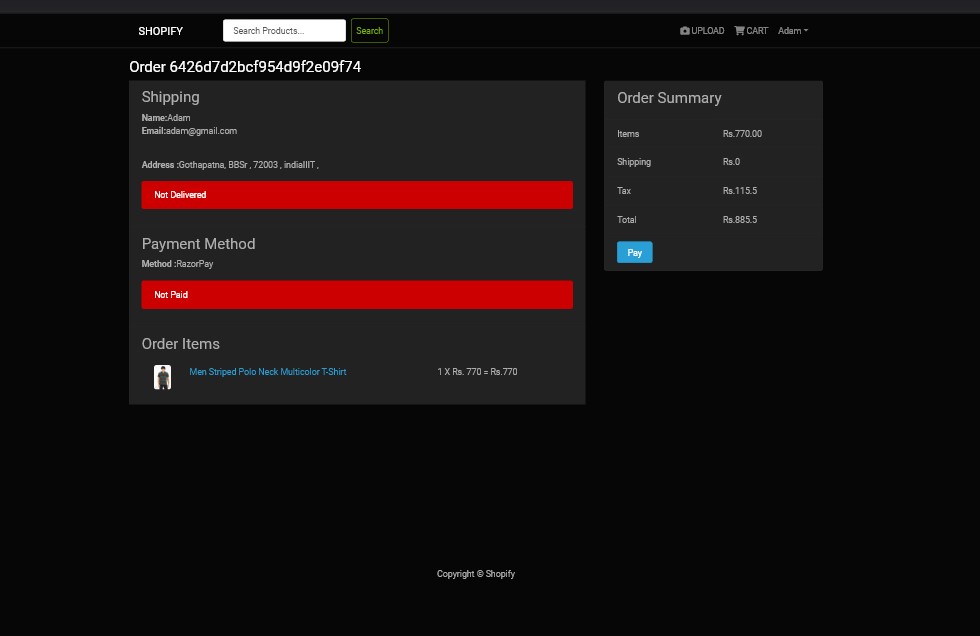 SHOPIFY
Search Products...
Search
UPLOAD
CART
Adam
Order 6426d7d2bcf954d9f2e09f74
Shipping
Name:Adam
Email:adam@gmail.com
Address :Gothapatna, BBSr , 72003 , indiaIIIT ,
Not Delivered
Payment Method
Method :RazorPay
Not Paid
Order Items
Men Striped Polo Neck Multicolor T-Shirt
1 X Rs. 770 = Rs.770
Order Summary
Items Rs.770.00
Shipping Rs.0
Tax Rs.115.5
Total Rs.885.5
Pay
Copyright © Shopify